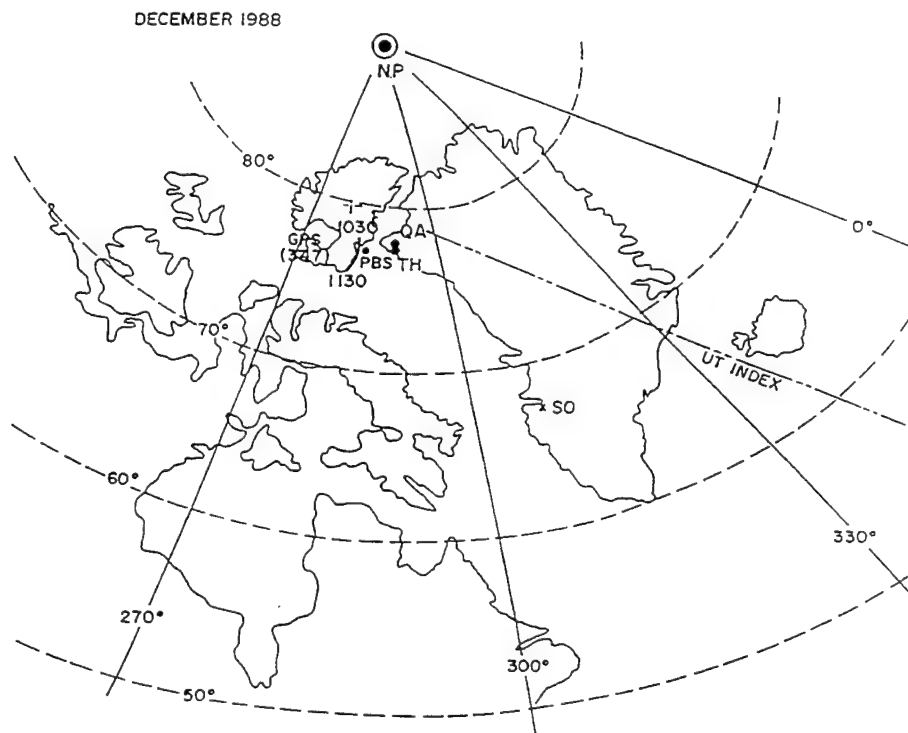 DECEMBER 1988
N.P
80°
0°
1030
GPS
QA
(347)
PBS
TH
1130
70°
UT INDEX
SO
60°
330°
270°
300°
50°